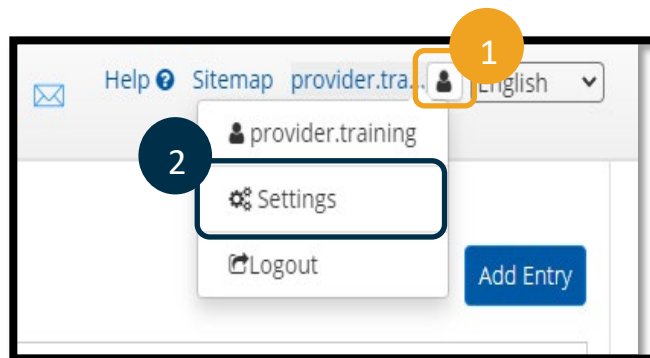 1
Help Sitemap provider.tra... English
provider.training
2
Settings
Logout
Add Entry